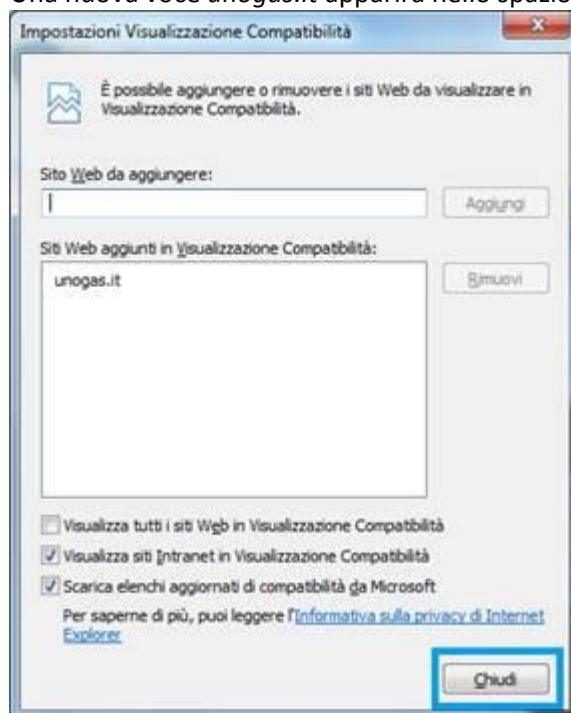 Una nuova voce unogas.it apparirà nello spazio
Impostazioni Visualizzazione Compatibilità
È possibile aggiungere o rimuovere i siti Web da visualizzare in
Visualizzazione Compatibilità.
Sito Web da aggiungere:
Aggiungi
Siti Web aggiunti in Visualizzazione Compatibilità:
unogas.it
Rimuovi
Visualizza tutti i siti Web in Visualizzazione Compatibilità
Visualizza siti Intranet in Visualizzazione Compatibilità
Scarica elenchi aggiornati di compatibilità da Microsoft
Per saperne di più, puoi leggere l'Informativa sulla privacy di Internet
Explorer
Chiudi